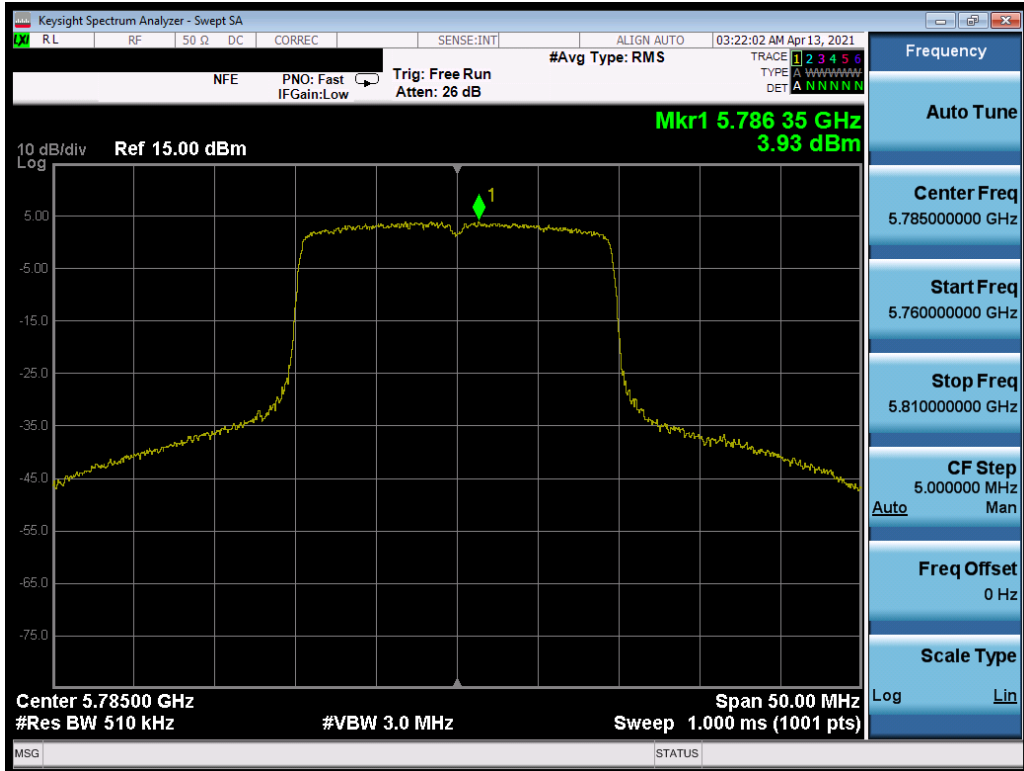 Keysight Spectrum Analyzer - Swept SA
LXI RL RF 50 Ω DC CORREC SENSE:INT ALIGN AUTO 03:22:02 AM Apr 13, 2021
NFE PNO: Fast Trig: Free Run #Avg Type: RMS TRACE 1 2 3 4 5 6
IFGain:Low Atten: 26 dB TYPE A WWWWW
DET A N N N N N
Mkr1 5.786 35 GHz
3.93 dBm
10 dB/div Ref 15.00 dBm
Log
1
5.00
-5.00
-15.0
-25.0
-35.0
-45.0
-55.0
-65.0
-75.0
Center 5.78500 GHz Span 50.00 MHz
#Res BW 510 kHz #VBW 3.0 MHz Sweep 1.000 ms (1001 pts)
MSG STATUS
Frequency
Auto Tune
Center Freq
5.785000000 GHz
Start Freq
5.760000000 GHz
Stop Freq
5.810000000 GHz
CF Step
5.000000 MHz
Auto Man
Freq Offset
0 Hz
Scale Type
Log Lin